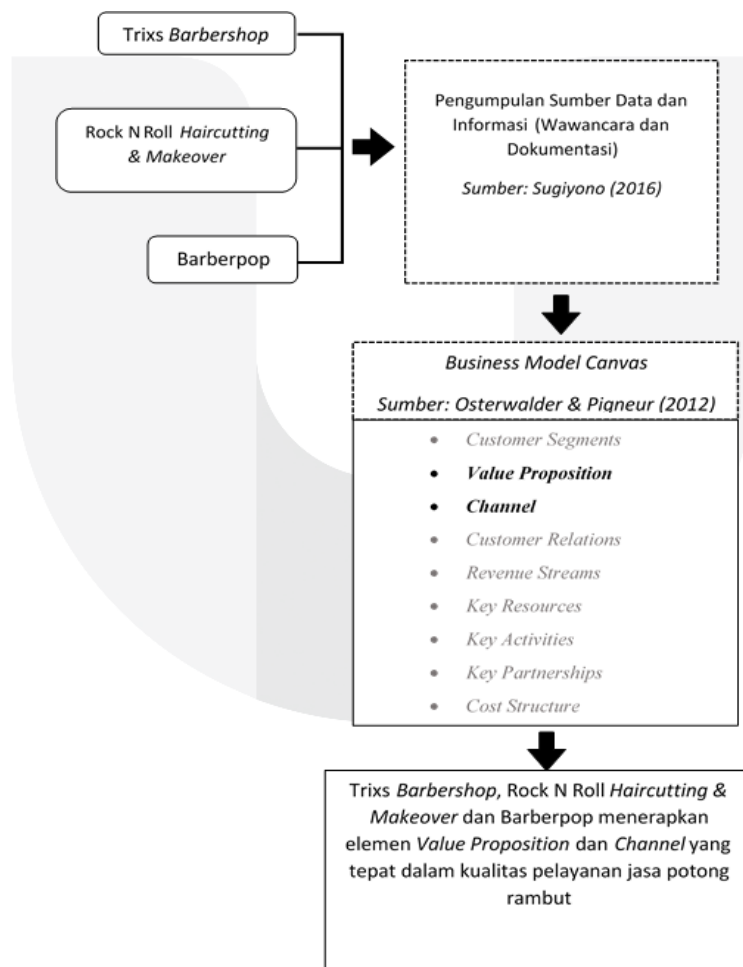 Trixs Barbershop
Rock N Roll Haircutting
& Makeover
Barberpop
Pengumpulan Sumber Data dan
Informasi (Wawancara dan
Dokumentasi)
Sumber: Sugiyono (2016)
Business Model Canvas
Sumber: Osterwalder & Pigneur (2012)
• Customer Segments
• Value Proposition
• Channel
• Customer Relations
• Revenue Streams
• Key Resources
• Key Activities
• Key Partnerships
• Cost Structure
Trixs Barbershop, Rock N Roll Haircutting &
Makeover dan Barberpop menerapkan
elemen Value Proposition dan Channel yang
tepat dalam kualitas pelayanan jasa potong
rambut